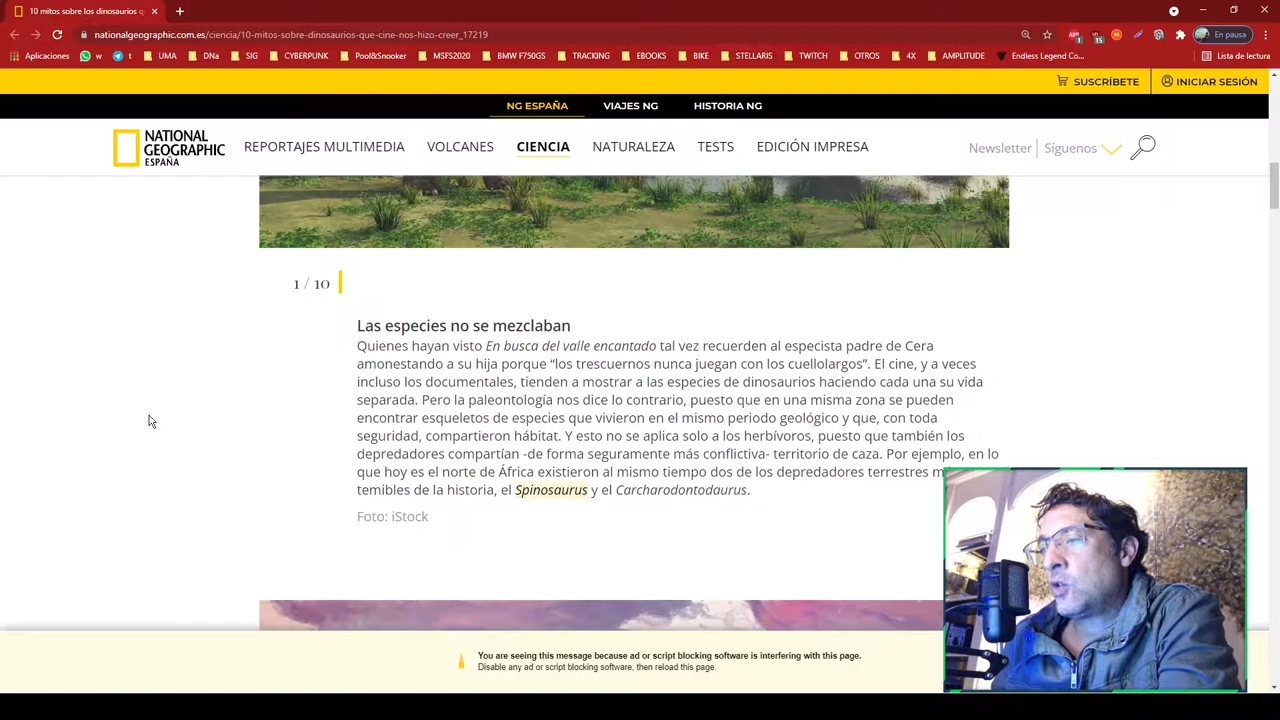 10 mitos sobre los dinosaurios q
nationalgeographic.com.es/ciencia/10-mitos-sobre-dinosaurios-que-cine-nos-hizo-creer_17219
En pausa
Aplicaciones w t UMA DNa SIG CYBERPUNK Pool&Snooker MSFS2020 BMW F750GS TRACKING EBOOKS BIKE STELLARIS TWITCH OTROS 4X AMPLITUDE Endless Legend Co... Lista de lectura
SUSCRÍBETE INICIAR SESIÓN
NG ESPAÑA VIAJES NG HISTORIA NG
NATIONAL
GEOGRAPHIC
ESPAÑA
REPORTAJES MULTIMEDIA VOLCANES CIENCIA NATURALEZA TESTS EDICIÓN IMPRESA
Newsletter Síguenos
1 / 10
Las especies no se mezclaban
Quienes hayan visto En busca del valle encantado tal vez recuerden al especista padre de Cera
amonestando a su hija porque “los trescuernos nunca juegan con los cuellolargos”. El cine, y a veces
incluso los documentales, tienden a mostrar a las especies de dinosaurios haciendo cada una su vida
separada. Pero la paleontología nos dice lo contrario, puesto que en una misma zona se pueden
encontrar esqueletos de especies que vivieron en el mismo periodo geológico y que, con toda
seguridad, compartieron hábitat. Y esto no se aplica solo a los herbívoros, puesto que también los
depredadores compartían -de forma seguramente más conflictiva- territorio de caza. Por ejemplo, en lo
que hoy es el norte de África existieron al mismo tiempo dos de los depredadores terrestres m
temibles de la historia, el Spinosaurus y el Carcharodontodaurus.
Foto: iStock
You are seeing this message because ad or script blocking software is interfering with this page.
Disable any ad or script blocking software, then reload this page.